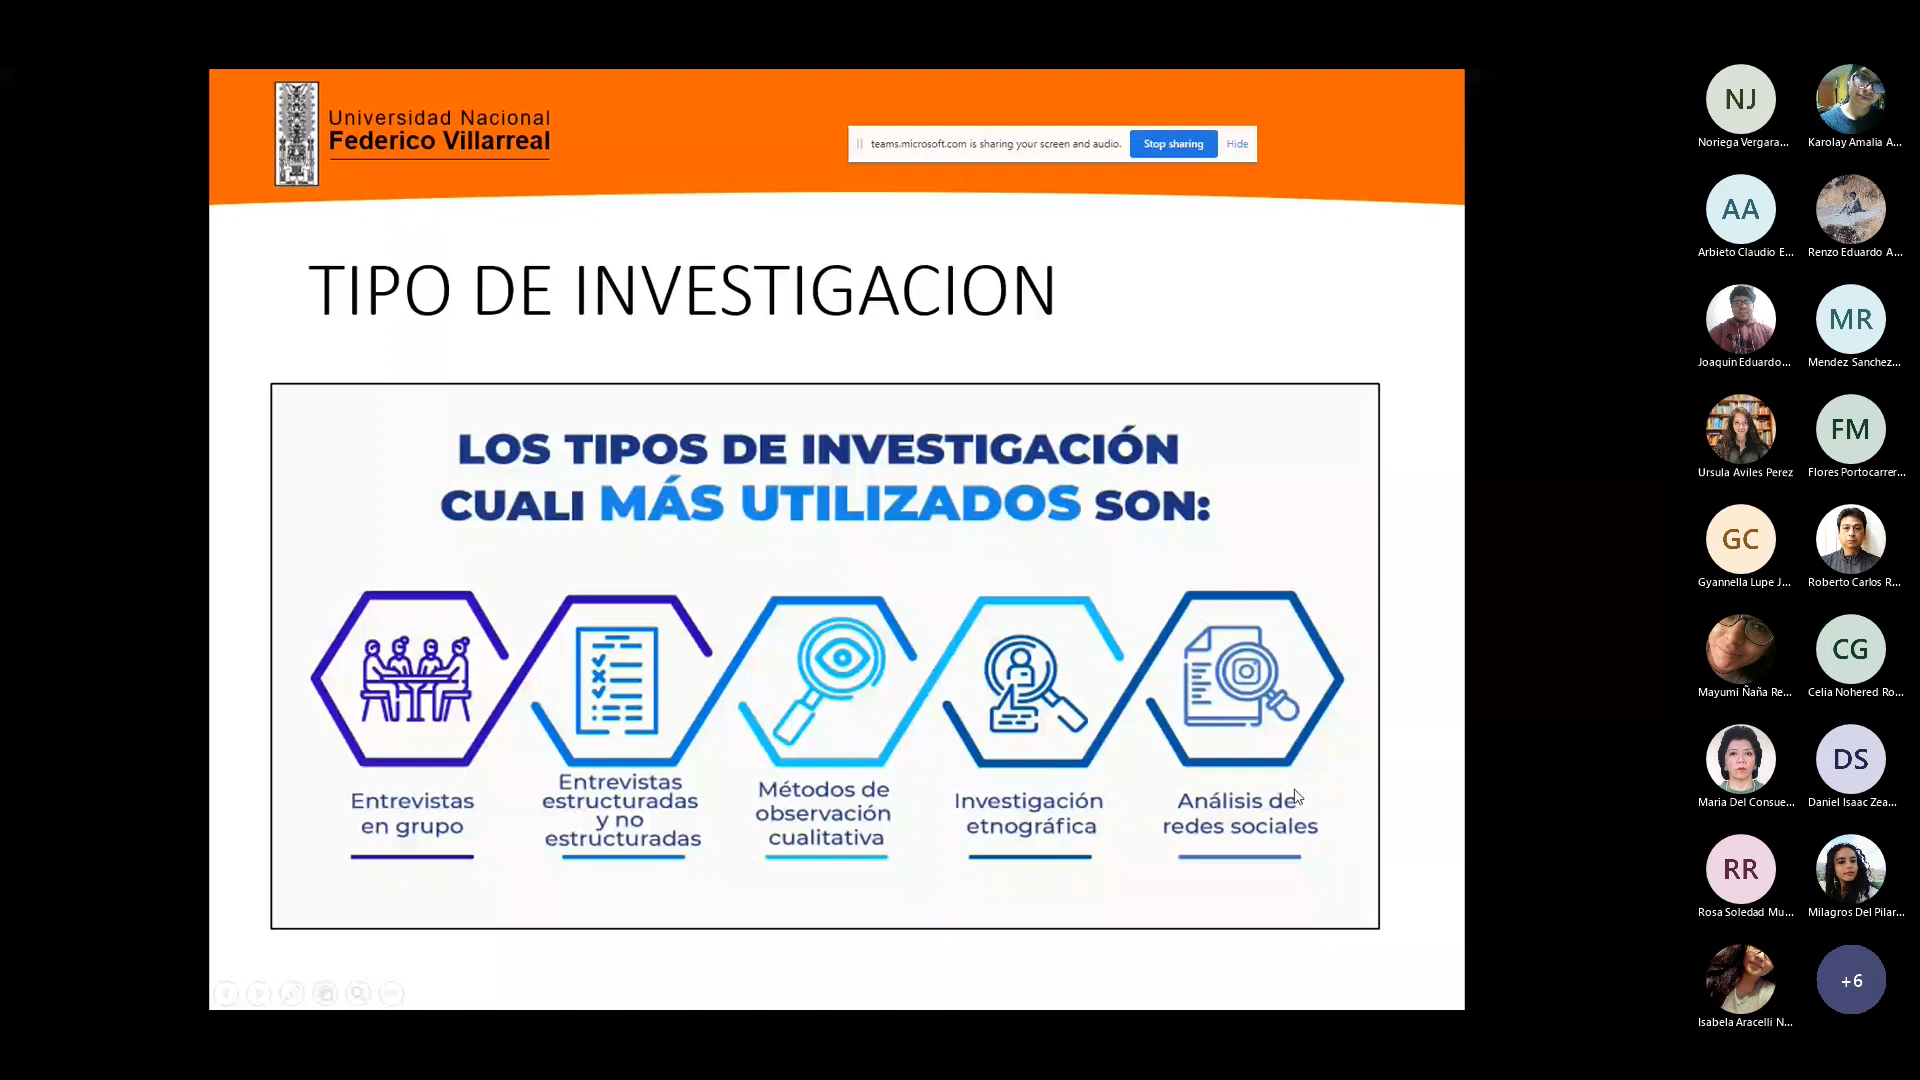 Universidad Nacional
Federico Villarreal
teams.microsoft.com is sharing your screen and audio. Stop sharing Hide
TIPO DE INVESTIGACION
LOS TIPOS DE INVESTIGACIÓN
CUALI MÁS UTILIZADOS SON:
Entrevistas
en grupo
Entrevistas
estructuradas
y no
estructuradas
Métodos de
observación
cualitativa
Investigación
etnográfica
Análisis de
redes sociales
NJ
Noriega Vergara...
Karolay Amalia A...
AA
Arbieto Claudio E...
Renzo Eduardo A...
Joaquin Eduardo...
MR
Mendez Sanchez...
Ursula Aviles Perez
FM
Flores Portocarrer...
GC
Gyannella Lupe J...
Roberto Carlos R...
Mayumi Ñaña Re...
CG
Celia Nohered Ro...
Maria Del Consue...
DS
Daniel Isaac Zea...
RR
Rosa Soledad Mu...
Milagros Del Pilar...
Isabela Aracelli N...
+6